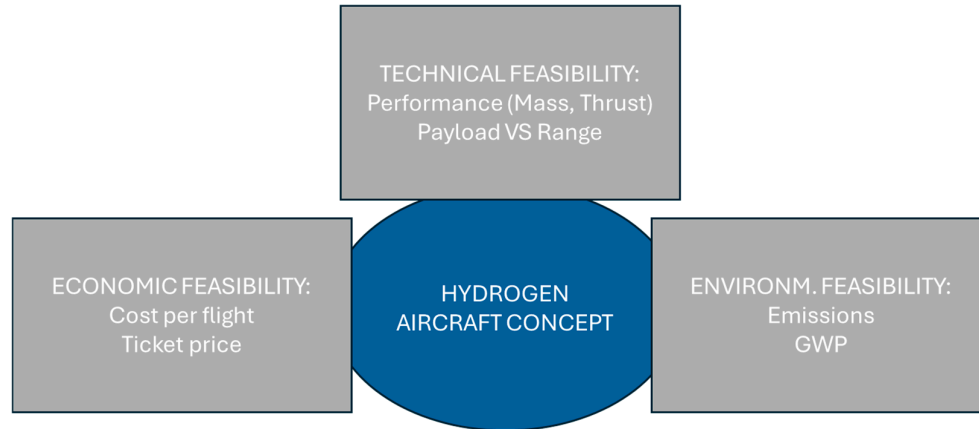 TECHNICAL FEASIBILITY:
Performance (Mass, Thrust)
Payload VS Range
ECONOMIC FEASIBILITY:
Cost per flight
Ticket price
HYDROGEN
AIRCRAFT CONCEPT
ENVIRONM. FEASIBILITY:
Emissions
GWP